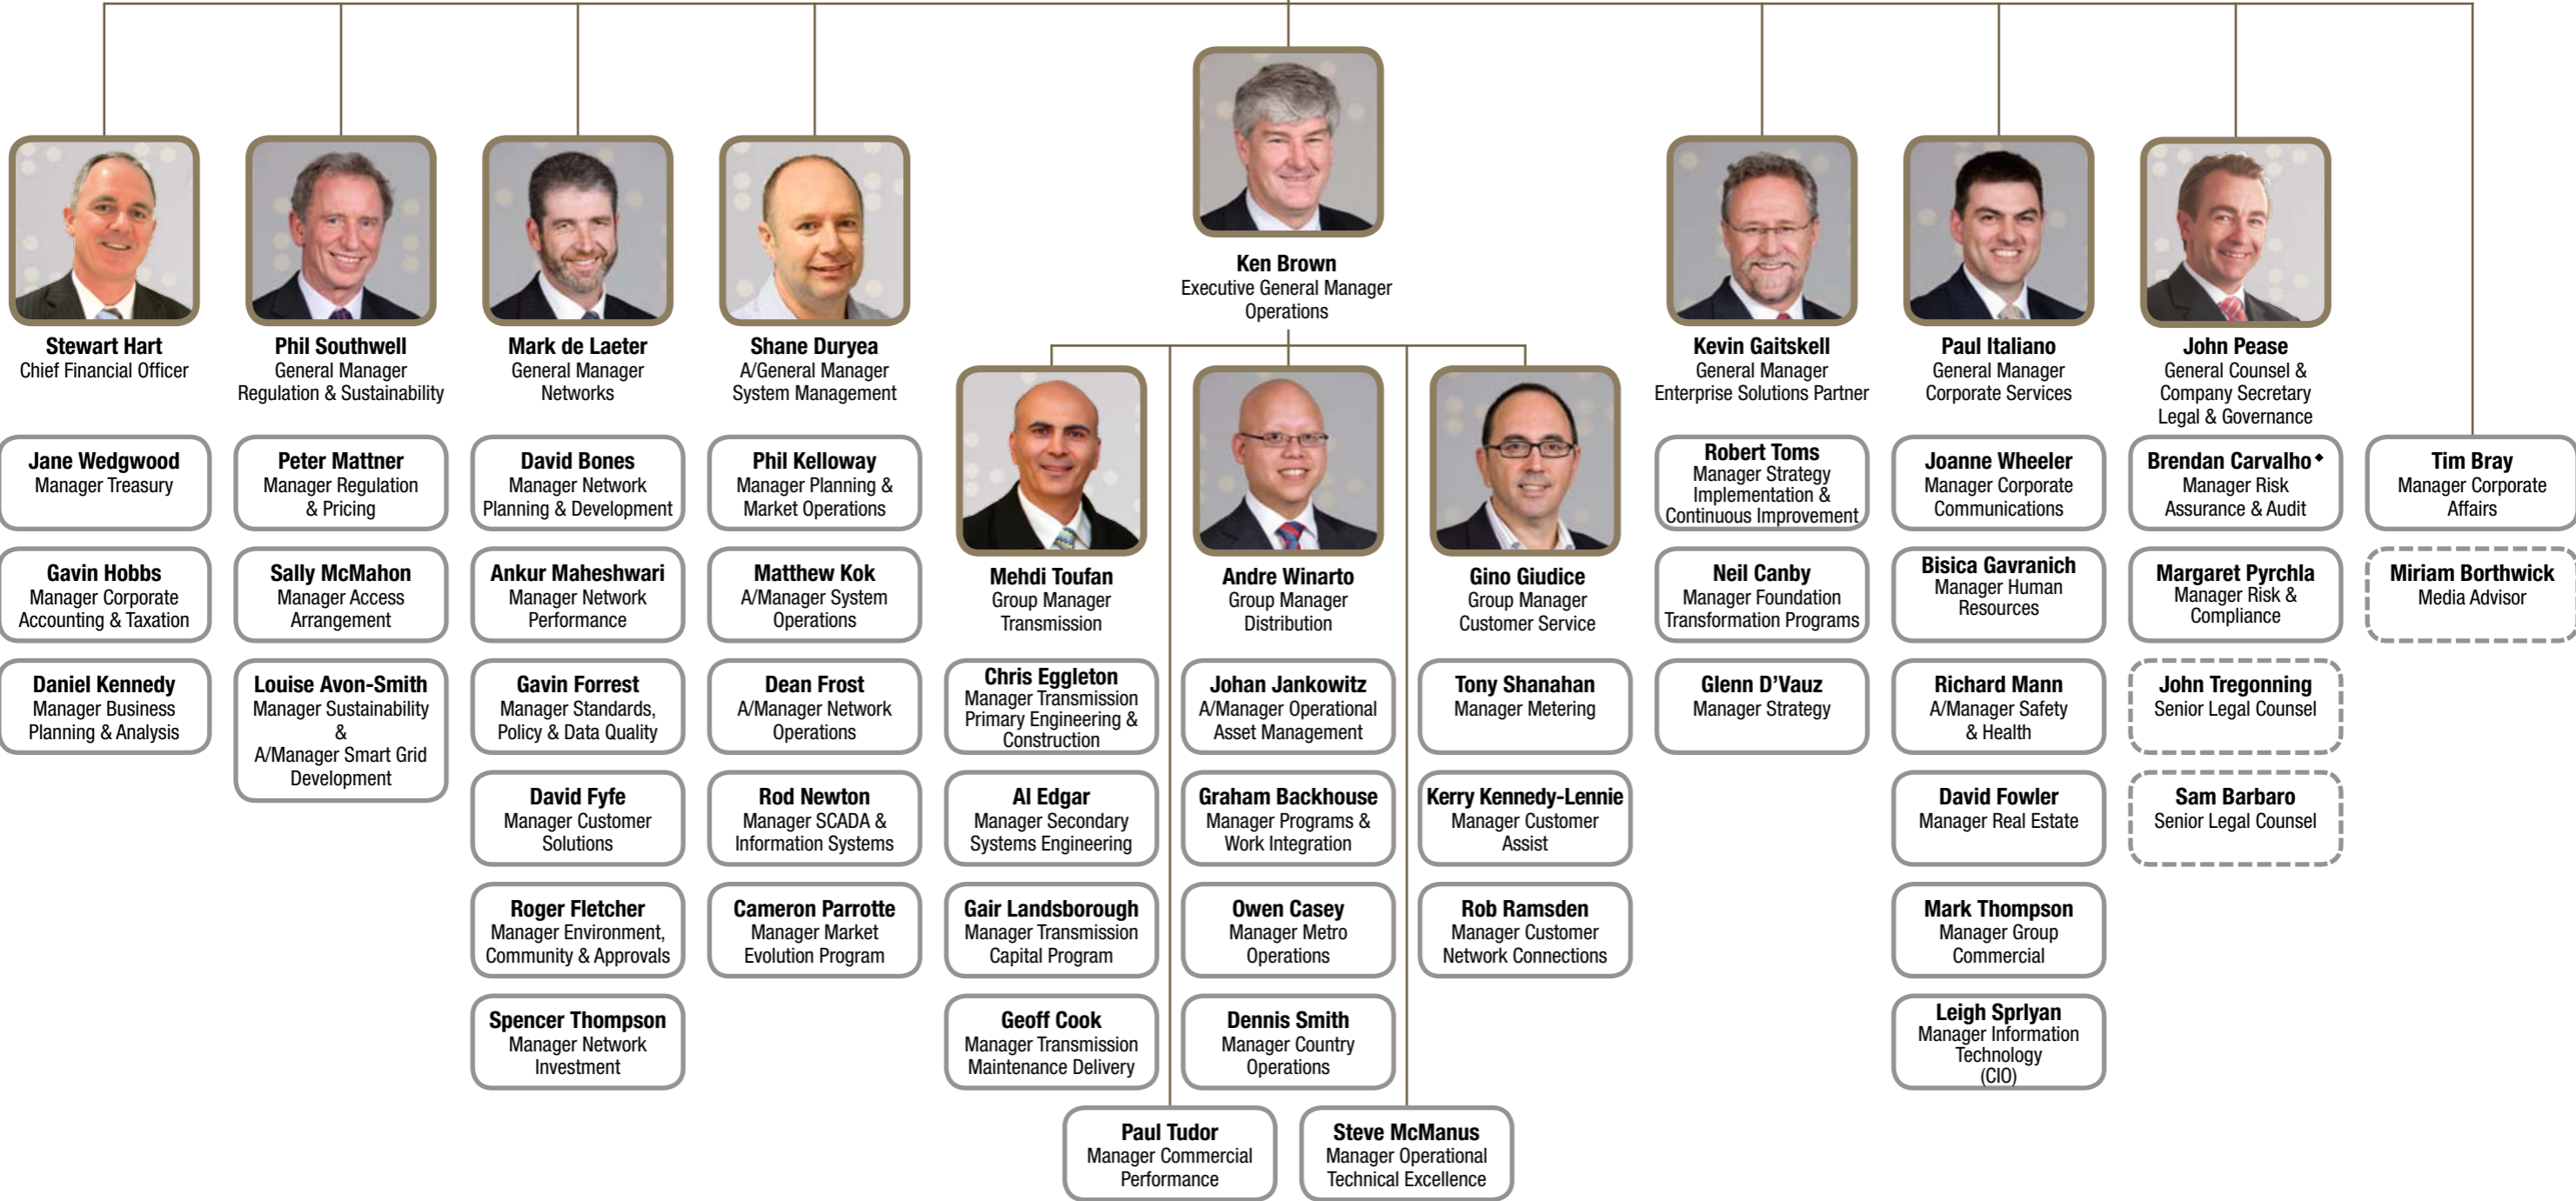 Ken Brown
Executive General Manager
Operations
Stewart Hart
Chief Financial Officer
Phil Southwell
General Manager
Regulation & Sustainability
Mark de Laeter
General Manager
Networks
Shane Duryea
A/General Manager
System Management
Kevin Gaitskell
General Manager
Enterprise Solutions Partner
Paul Italiano
General Manager
Corporate Services
John Pease
General Counsel &
Company Secretary
Legal & Governance
Jane Wedgwood
Manager Treasury
Gavin Hobbs
Manager Corporate
Accounting & Taxation
Daniel Kennedy
Manager Business
Planning & Analysis
Peter Mattner
Manager Regulation
& Pricing
Sally McMahon
Manager Access
Arrangement
Louise Avon-Smith
Manager Sustainability
&
A/Manager Smart Grid
Development
David Bones
Manager Network
Planning & Development
Ankur Maheshwari
Manager Network
Performance
Gavin Forrest
Manager Standards,
Policy & Data Quality
David Fyfe
Manager Customer
Solutions
Roger Fletcher
Manager Environment,
Community & Approvals
Spencer Thompson
Manager Network
Investment
Phil Kelloway
Manager Planning &
Market Operations
Matthew Kok
A/Manager System
Operations
Dean Frost
A/Manager Network
Operations
Rod Newton
Manager SCADA &
Information Systems
Cameron Parrotte
Manager Market
Evolution Program
Mehdi Toufan
Group Manager
Transmission
Chris Eggleton
Manager Transmission
Primary Engineering &
Construction
Al Edgar
Manager Secondary
Systems Engineering
Gair Landsborough
Manager Transmission
Capital Program
Geoff Cook
Manager Transmission
Maintenance Delivery
Andre Winarto
Group Manager
Distribution
Johan Jankowitz
A/Manager Operational
Asset Management
Graham Backhouse
Manager Programs &
Work Integration
Owen Casey
Manager Metro
Operations
Dennis Smith
Manager Country
Operations
Gino Giudice
Group Manager
Customer Service
Tony Shanahan
Manager Metering
Kerry Kennedy-Lennie
Manager Customer
Assist
Rob Ramsden
Manager Customer
Network Connections
Paul Tudor
Manager Commercial
Performance
Steve McManus
Manager Operational
Technical Excellence
Robert Toms
Manager Strategy
Implementation &
Continuous Improvement
Neil Canby
Manager Foundation
Transformation Programs
Glenn D'Vauz
Manager Strategy
Joanne Wheeler
Manager Corporate
Communications
Bisica Gavranich
Manager Human
Resources
Richard Mann
A/Manager Safety
& Health
David Fowler
Manager Real Estate
Mark Thompson
Manager Group
Commercial
Leigh Sprlyan
Manager Information
Technology
(CIO)
Brendan Carvalho◆
Manager Risk
Assurance & Audit
Margaret Pyrchla
Manager Risk &
Compliance
John Tregonning
Senior Legal Counsel
Sam Barbaro
Senior Legal Counsel
Tim Bray
Manager Corporate
Affairs
Miriam Borthwick
Media Advisor